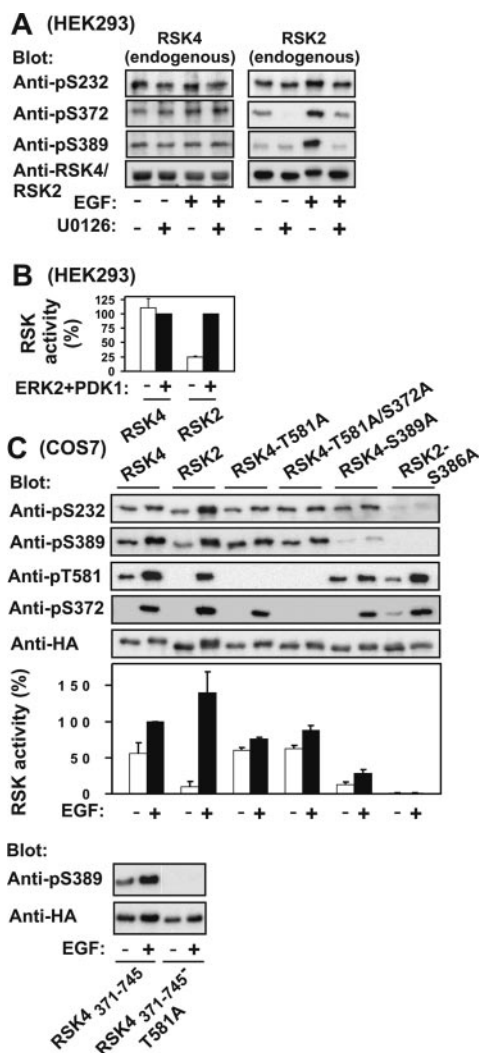 A (HEK293)
RSK4 RSK2
Blot: (endogenous) (endogenous)
Anti-pS232
Anti-pS372
Anti-pS389
Anti-RSK4/
RSK2
EGF: - - + + - - + +
U0126: - + - + - + - +
B (HEK293)
RSK activity (%)
125
100
75
50
25
0
ERK2+PDK1: - + - +
RSK4 RSK2
C (COS7)
RSK4 RSK2 RSK4-T581A RSK4-T581A/S372A RSK4-S389A RSK2-S386A
Blot:
Anti-pS232
Anti-pS389
Anti-pT581
Anti-pS372
Anti-HA
RSK activity (%)
150
100
50
0
EGF: - + - + - + - + - + - +
Blot:
Anti-pS389
Anti-HA
EGF: - + - +
RSK4 371-745
RSK4 371-745-
T581A